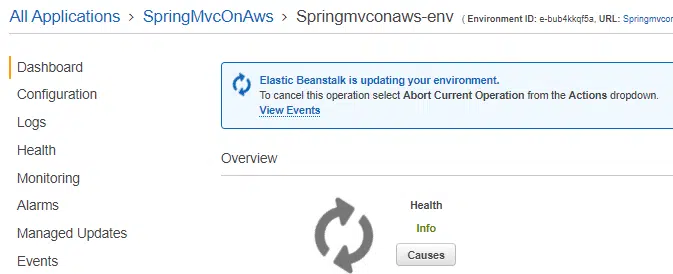 All Applications > SpringMvcOnAws > Springmvconaws-env ( Environment ID: e-bub4kkqf5a, URL: Springmvcon
Dashboard
Configuration
Logs
Health
Monitoring
Alarms
Managed Updates
Events
Elastic Beanstalk is updating your environment.
To cancel this operation select Abort Current Operation from the Actions dropdown.
View Events
Overview
Health
Info
Causes